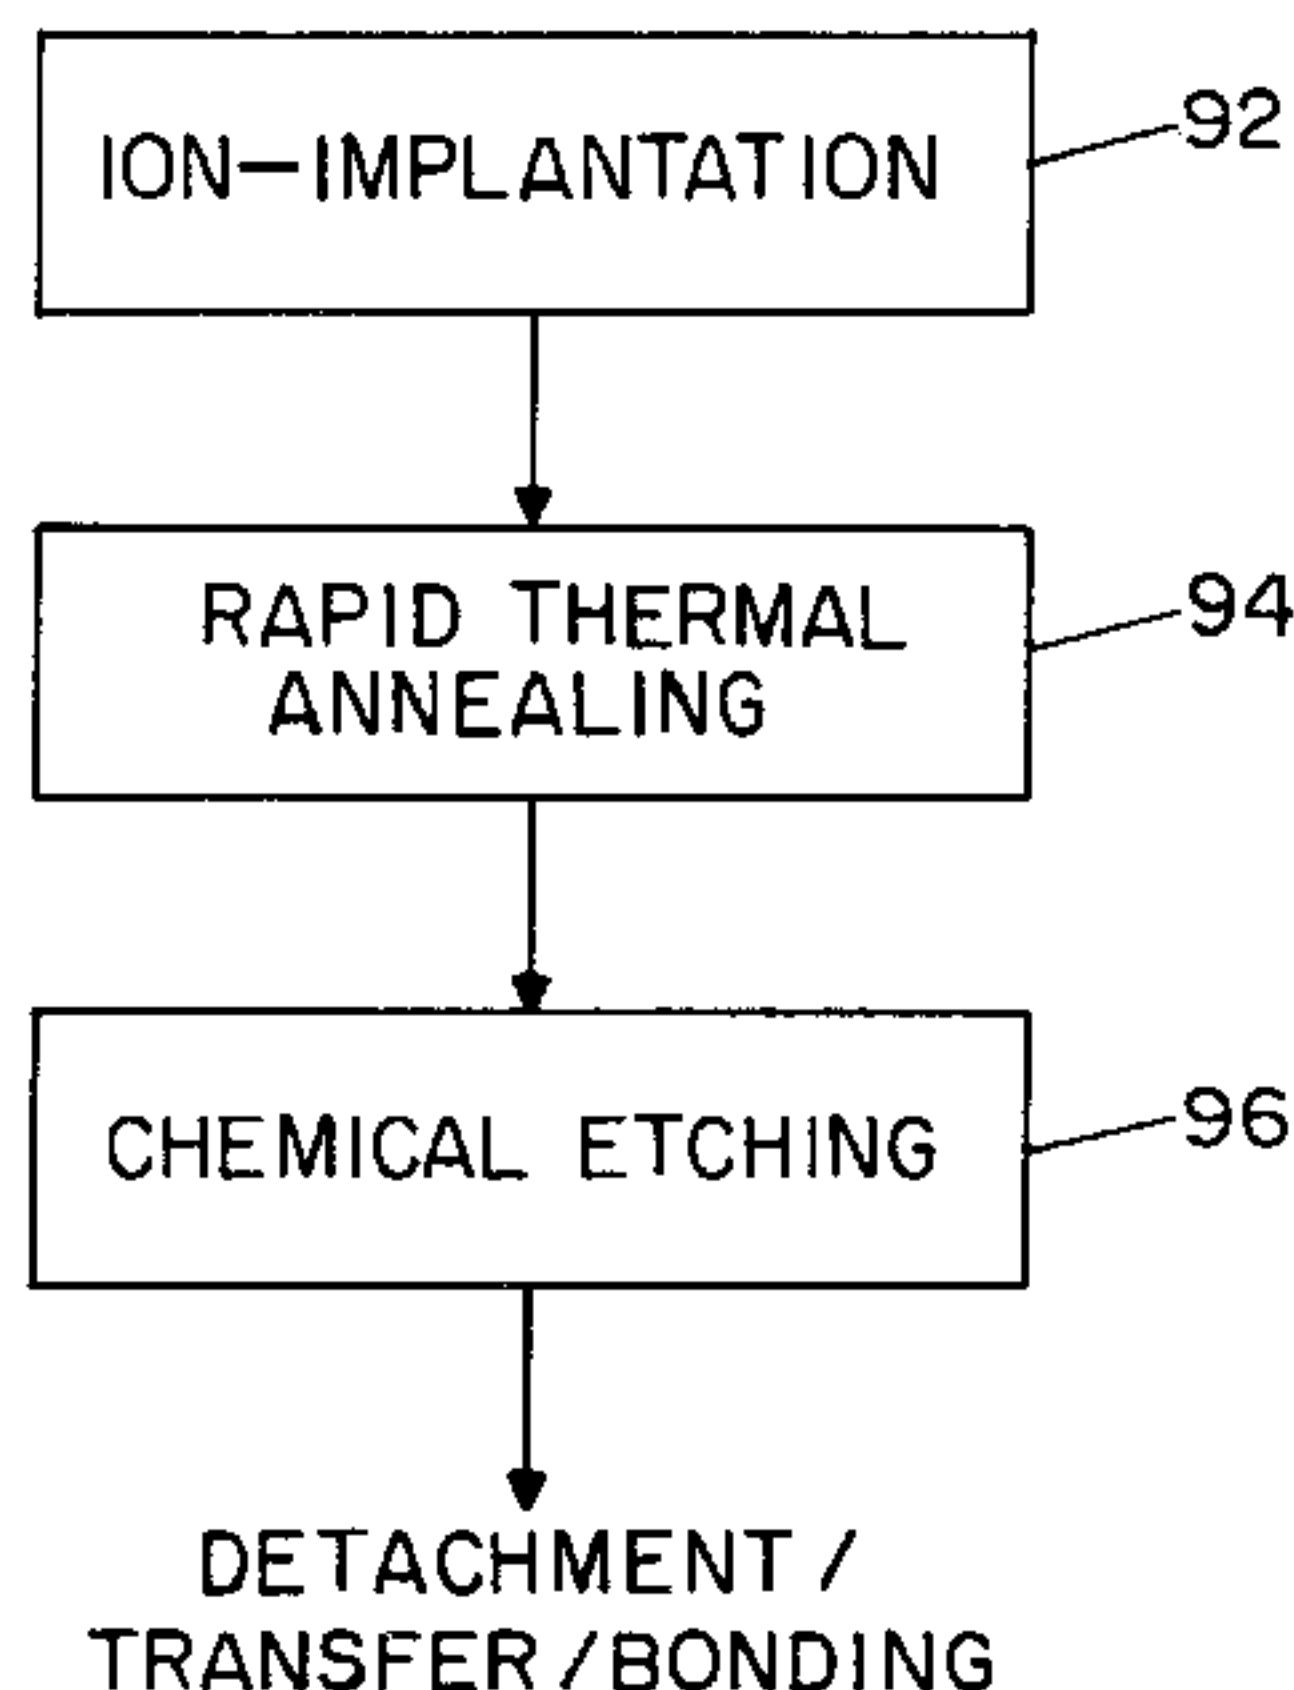 ION-IMPLANTATION
92
RAPID THERMAL
ANNEALING
94
CHEMICAL ETCHING
96
DETACHMENT /
TRANSFER/BONDING